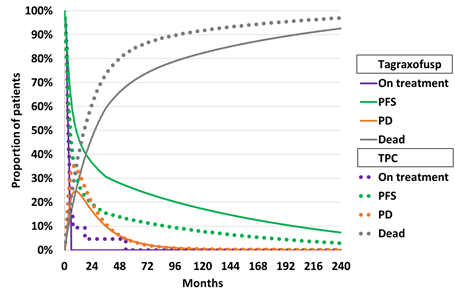 100%
90%
80%
70%
60%
50%
40%
30%
20%
10%
0%
Proportion of patients
0 24 48 72 96 120 144 168 192 216 240
Months
Tagraxofusp
On treatment
PFS
PD
Dead
TPC
On treatment
PFS
PD
Dead